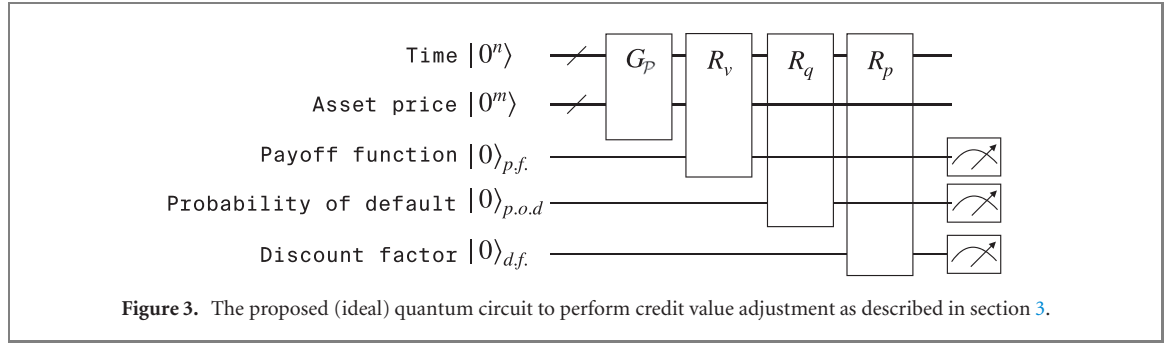 Time |0ⁿ⟩
G_𝒫 R_v R_q R_p
Asset price |0ᵐ⟩
Payoff function |0⟩_p.f.
Probability of default |0⟩_p.o.d
Discount factor |0⟩_d.f.
Figure 3. The proposed (ideal) quantum circuit to perform credit value adjustment as described in section 3.